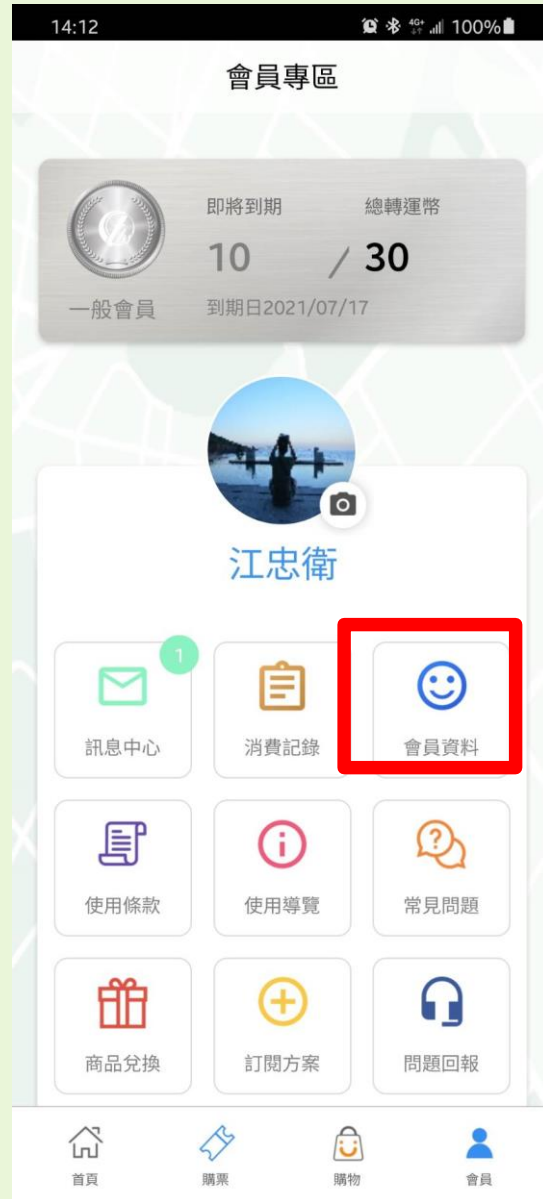 14:12 4G+ 100%
會員專區
即將到期 總轉運幣
10 / 30
一般會員 到期日2021/07/17
江忠衛
1
訊息中心 消費記錄 會員資料
使用條款 使用導覽 常見問題
商品兌換 訂閱方案 問題回報
首頁 購票 購物 會員